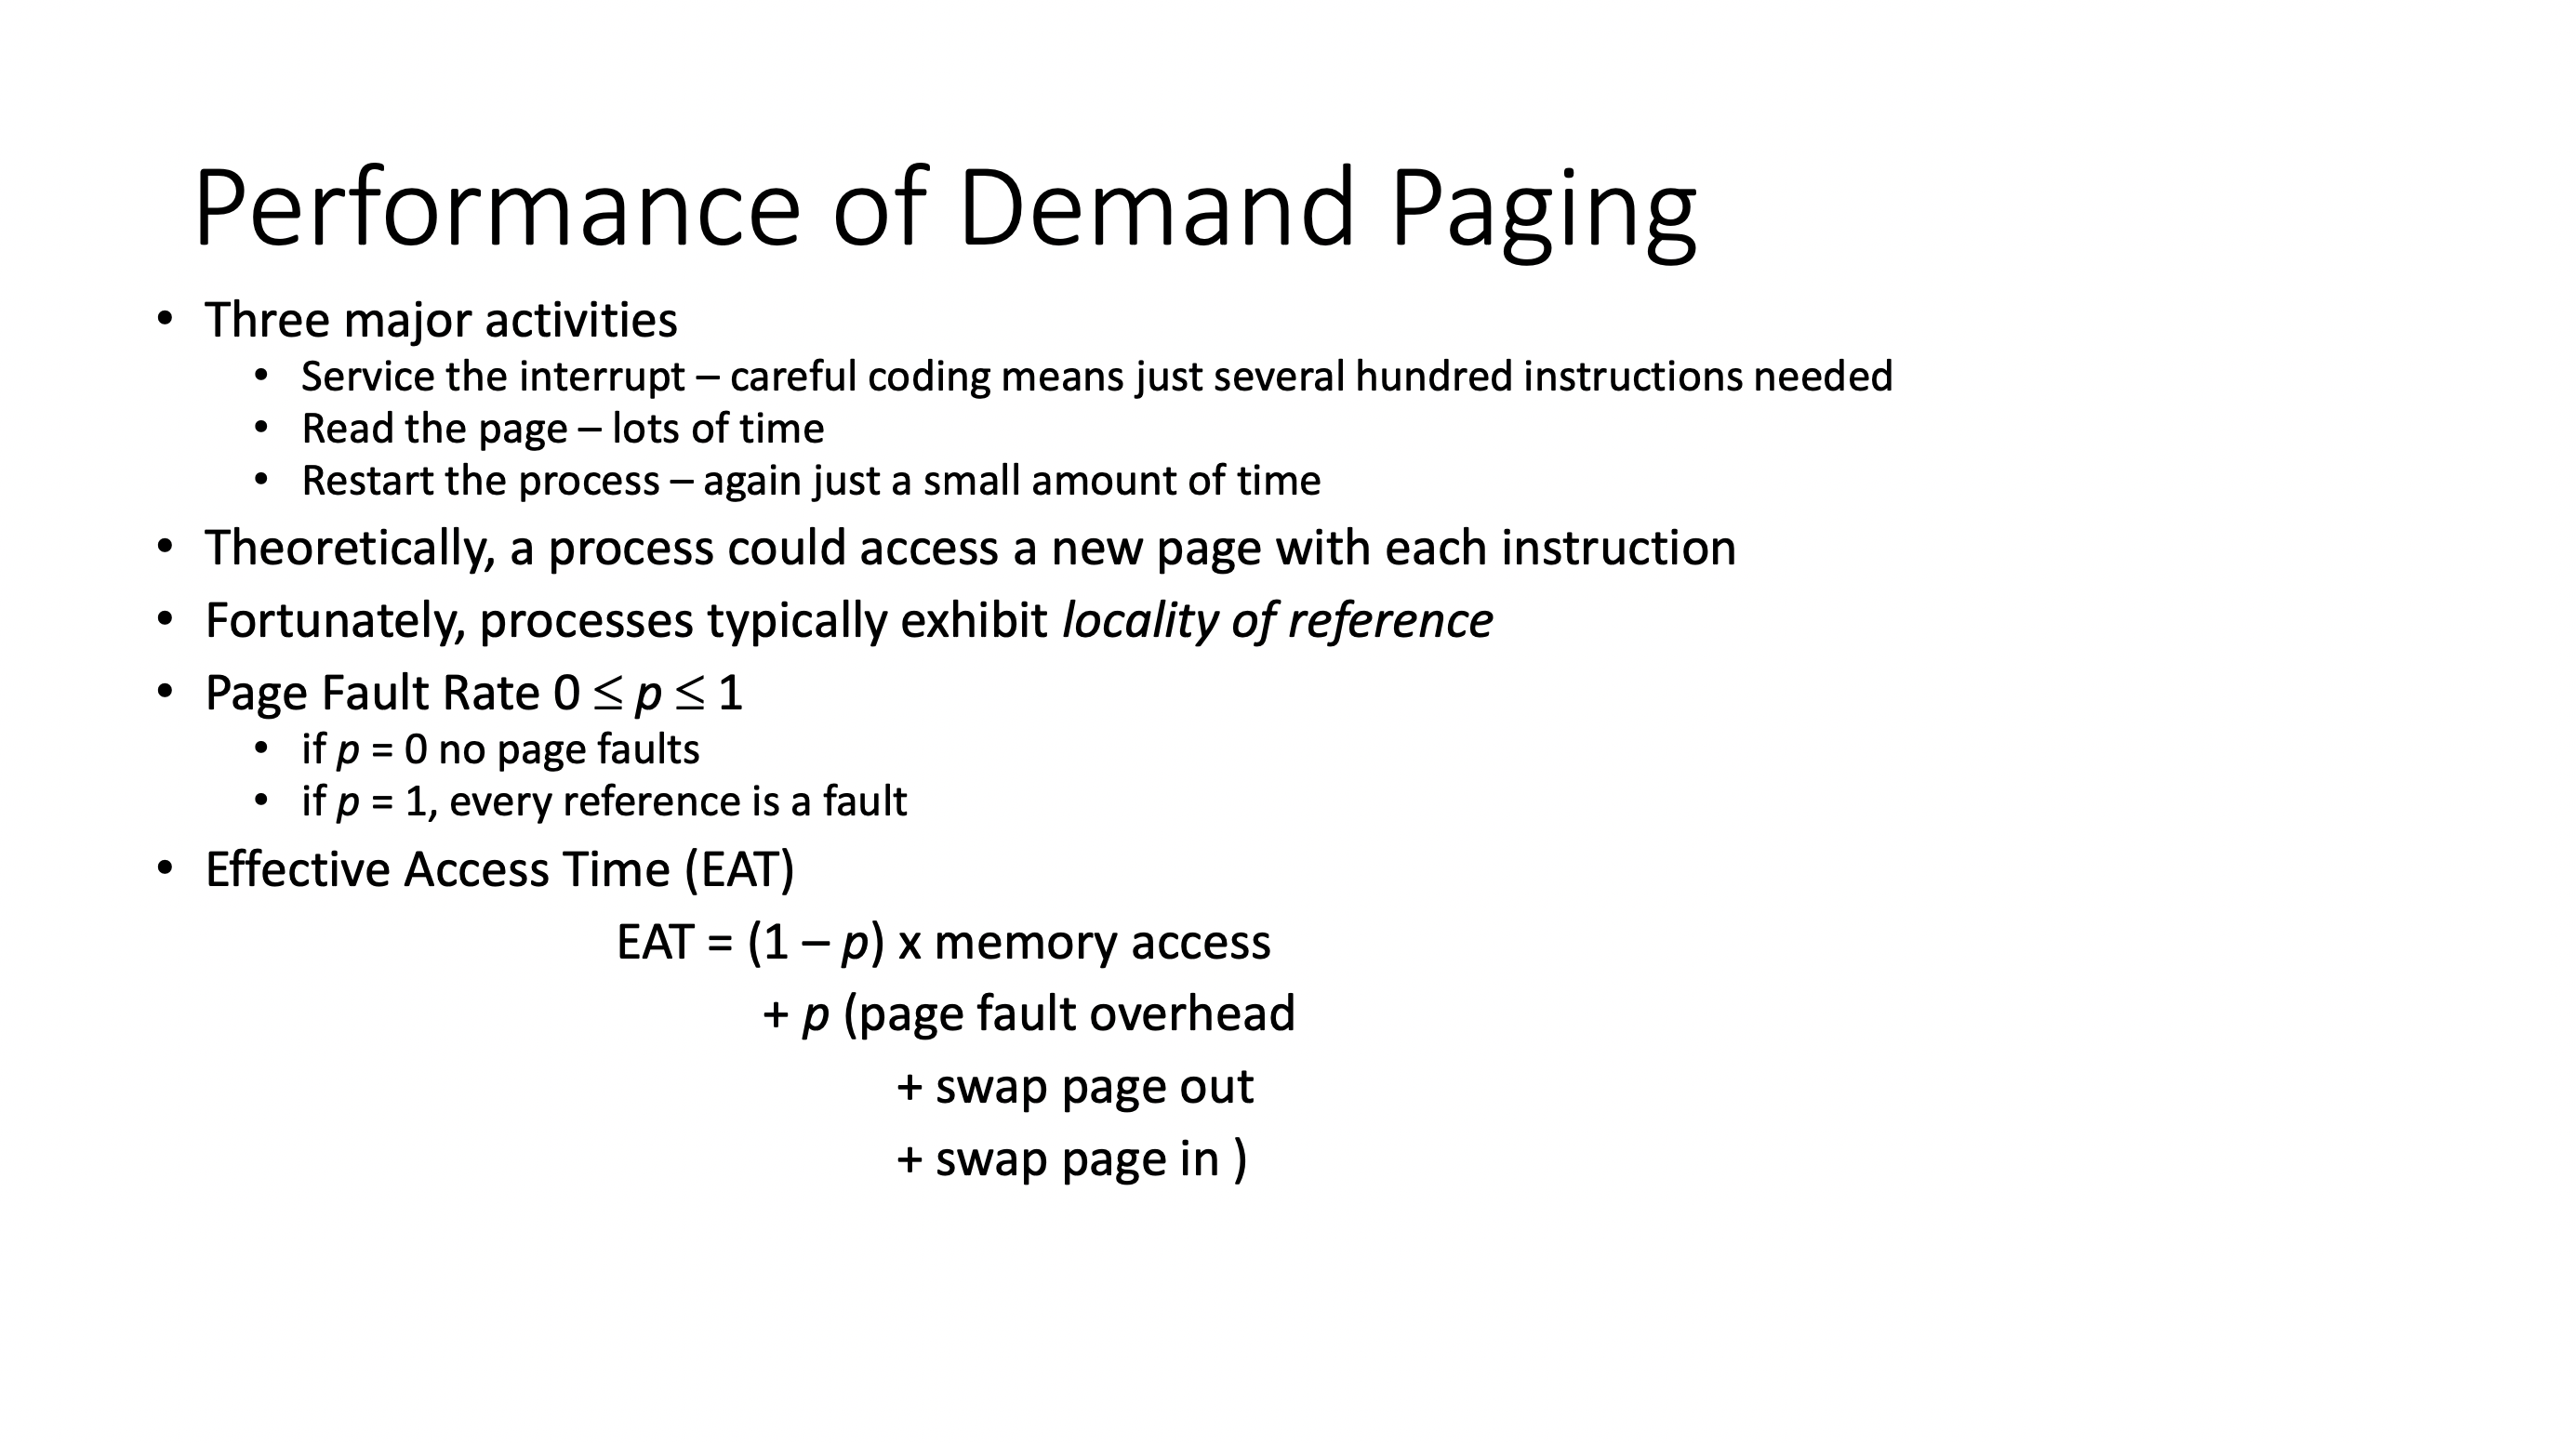 Performance of Demand Paging
• Three major activities
• Service the interrupt – careful coding means just several hundred instructions needed
• Read the page – lots of time
• Restart the process – again just a small amount of time
• Theoretically, a process could access a new page with each instruction
• Fortunately, processes typically exhibit locality of reference
• Page Fault Rate 0 ≤ p ≤ 1
• if p = 0 no page faults
• if p = 1, every reference is a fault
• Effective Access Time (EAT)
EAT = (1 – p) x memory access
+ p (page fault overhead
+ swap page out
+ swap page in )